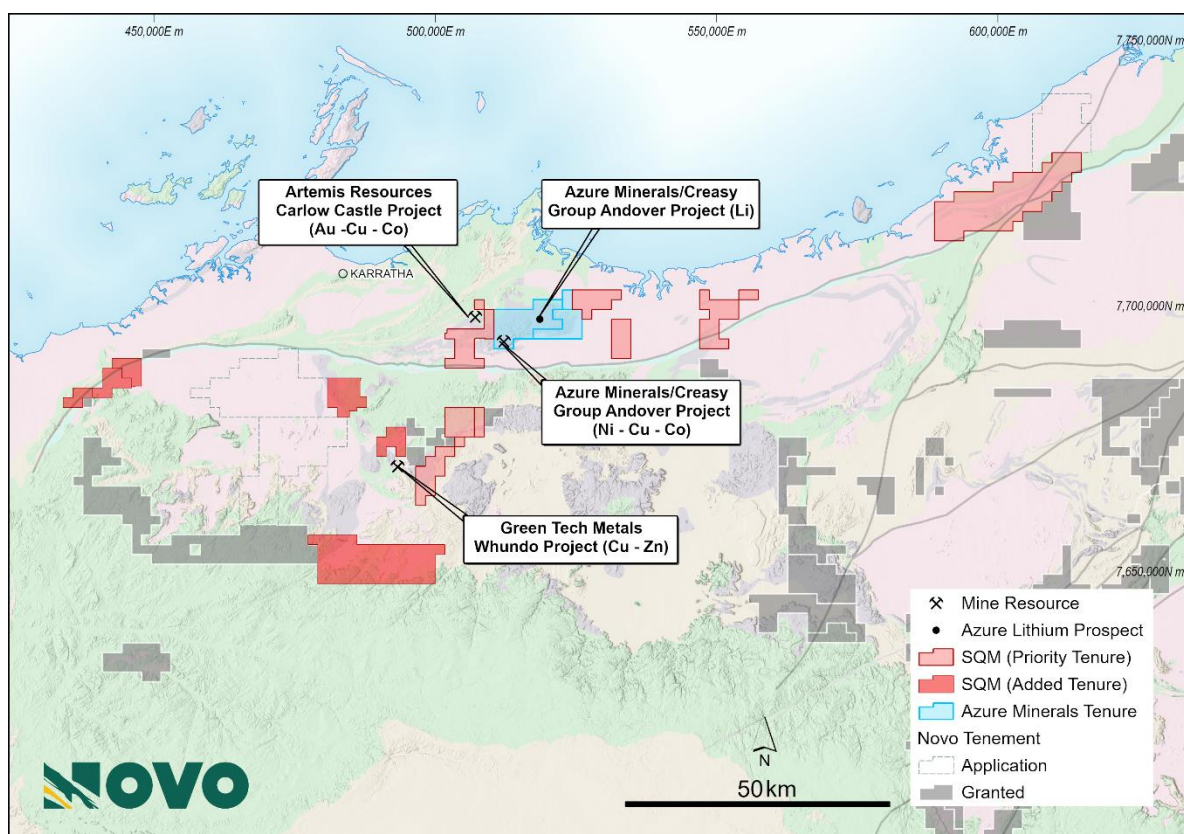 450,000E m
500,000E m
550,000E m
600,000E m
7,750,000N m
Artemis Resources
Carlow Castle Project
(Au -Cu - Co)
Azure Minerals/Creasy
Group Andover Project (Li)
KARRATHA
7,700,000N m
Azure Minerals/Creasy
Group Andover Project
(Ni - Cu - Co)
Green Tech Metals
Whundo Project (Cu - Zn)
7,650,000N m
Mine Resource
Azure Lithium Prospect
SQM (Priority Tenure)
SQM (Added Tenure)
Azure Minerals Tenure
Novo Tenement
Application
Granted
N
50km
NOVO